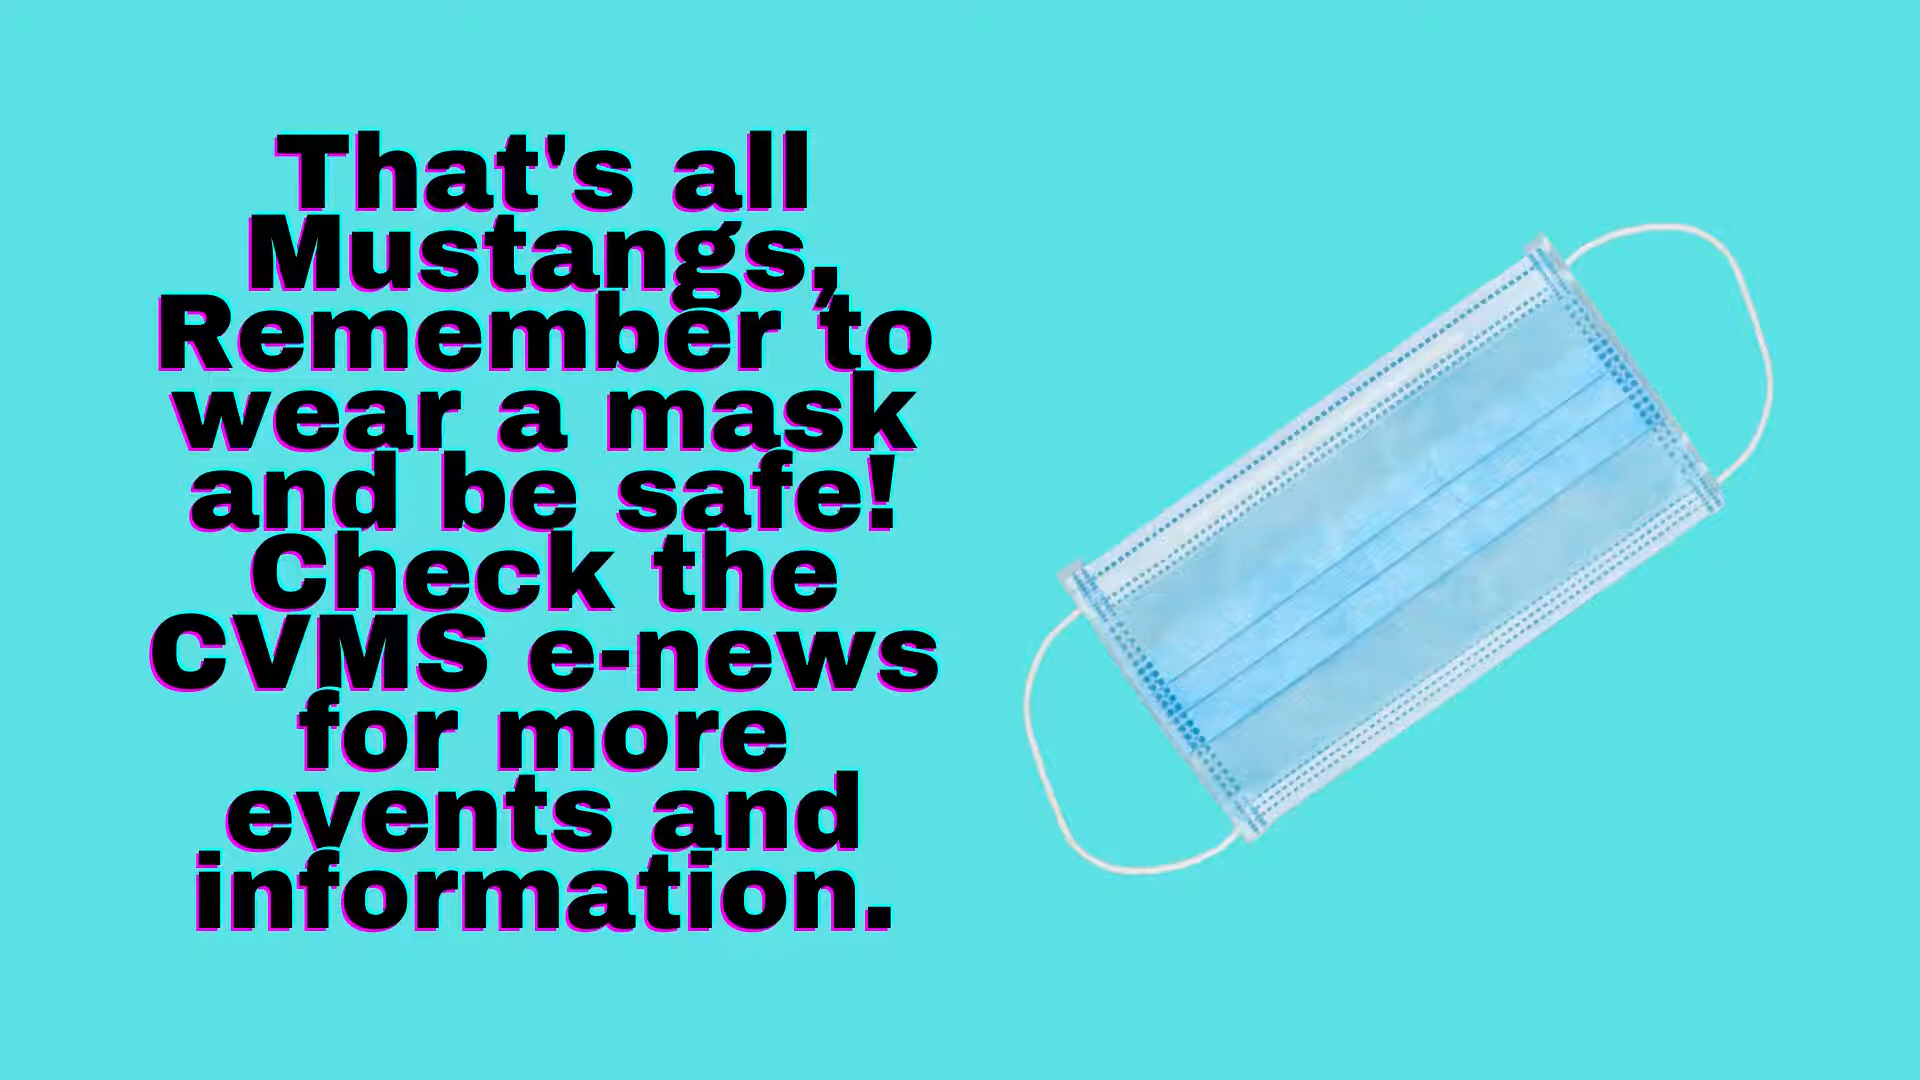 That's all
Mustangs,
Remember to
wear a mask
and be safe!
Check the
CVMS e-news
for more
events and
information.